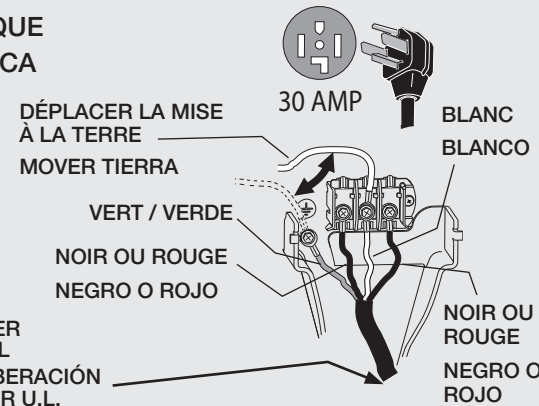 QUE
CA
30 AMP
DÉPLACER LA MISE
À LA TERRE
MOVER TIERRA
BLANC
BLANCO
VERT / VERDE
NOIR OU ROUGE
NEGRO O ROJO
NOIR OU
ROUGE
NEGRO O
ROJO
ER
L
BERACIÓN
R U.L.